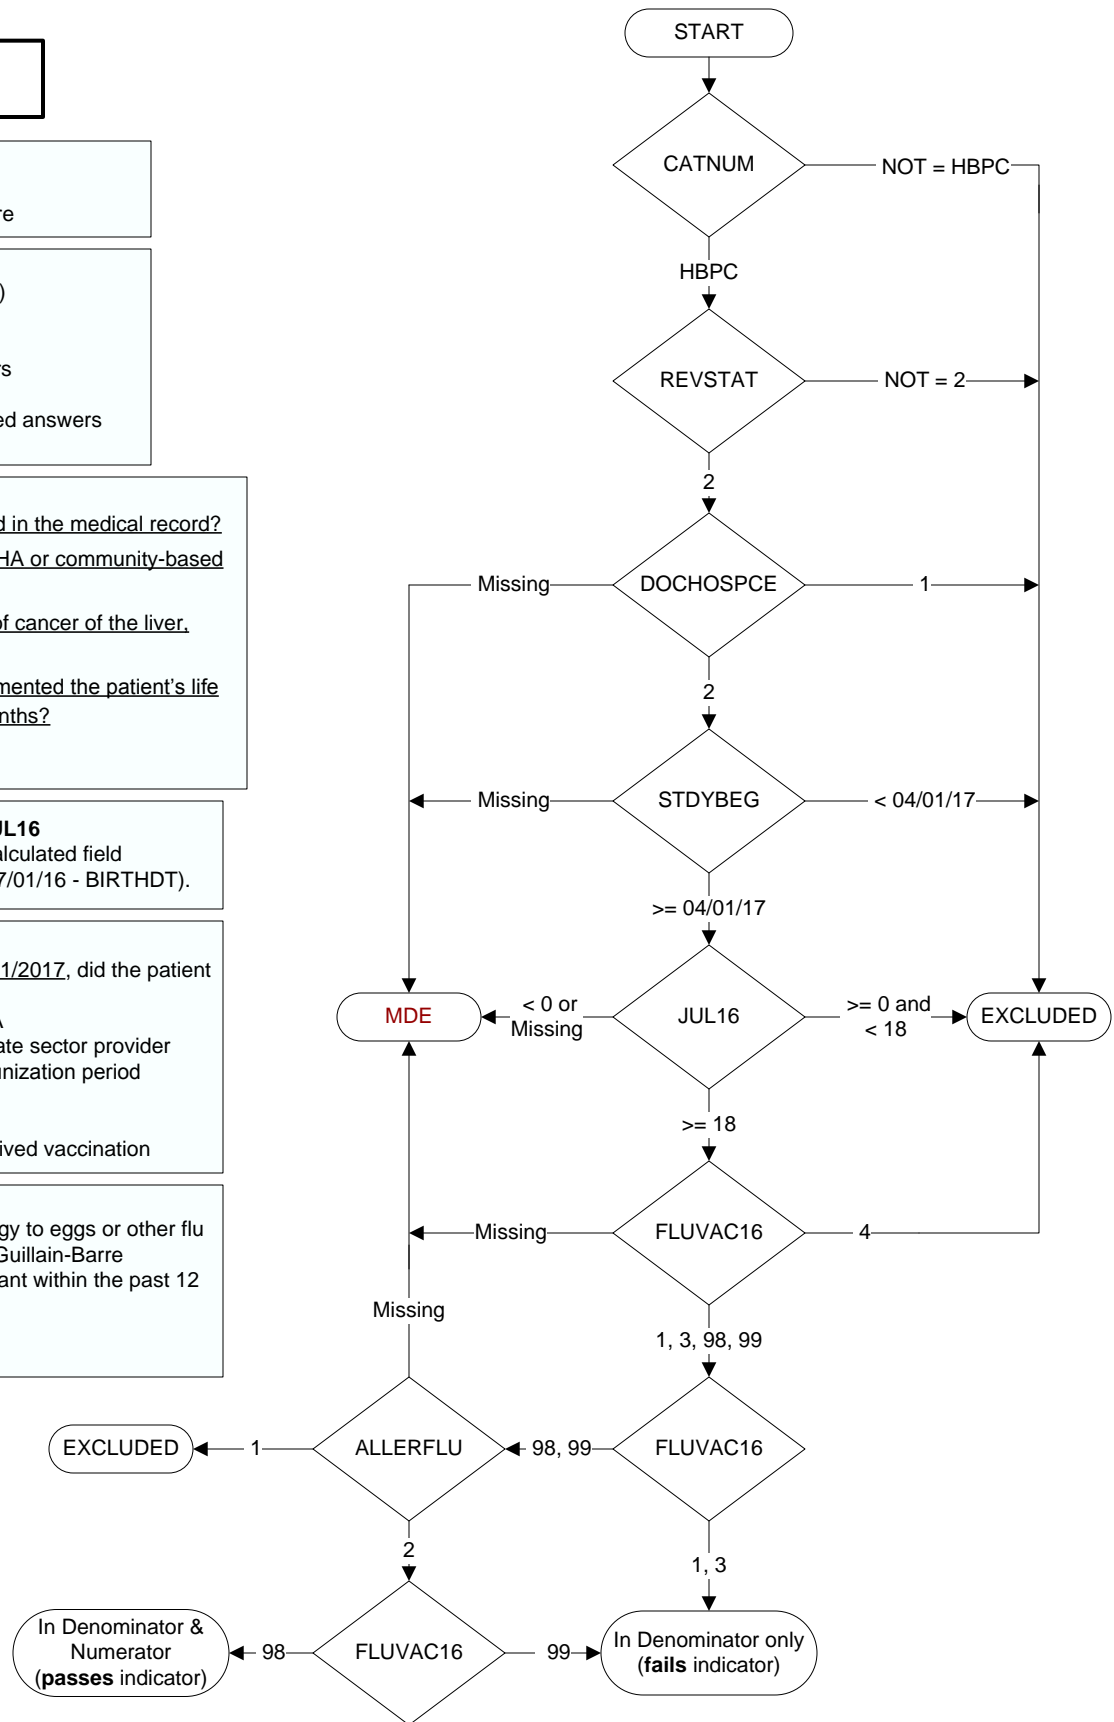 START
CATNUM
NOT = HBPC
HBPC
REVSTAT
NOT = 2
2
DOCHOSPCE
Missing
1
2
STDYBEG
Missing
< 04/01/17
>= 04/01/17
JUL16
< 0 or
Missing
MDE
>= 0 and
< 18
EXCLUDED
>= 18
FLUVAC16
Missing
4
1, 3, 98, 99
FLUVAC16
98, 99
1, 3
ALLERFLU
Missing
1
EXCLUDED
2
FLUVAC16
98
In Denominator &
Numerator
(passes indicator)
99
In Denominator only
(fails indicator)
re
)
rs
ed answers
d in the medical record?
HA or community-based
of cancer of the liver,
mented the patient's life
nths?
UL16
alculated field
7/01/16 - BIRTHDT).
1/2017, did the patient
A
ate sector provider
unization period
ived vaccination
gy to eggs or other flu
Guillain-Barre
ant within the past 12